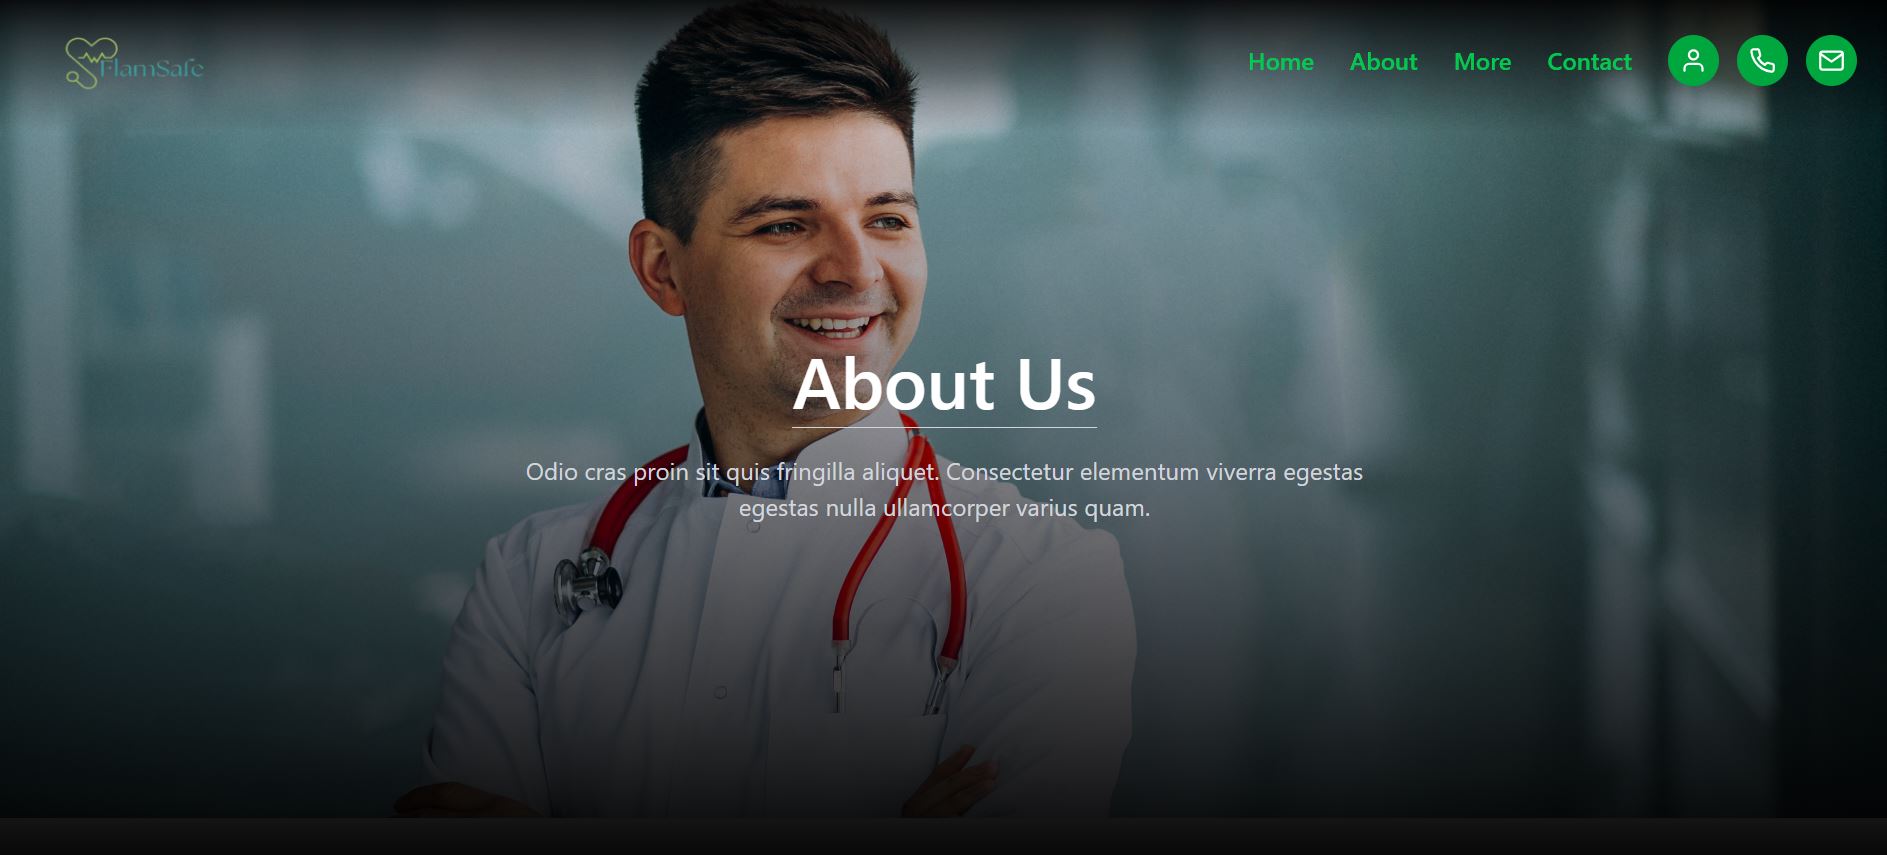 FlamSafe
Home About More Contact
About Us
Odio cras proin sit quis fringilla aliquet. Consectetur elementum viverra egestas
egestas nulla ullamcorper varius quam.